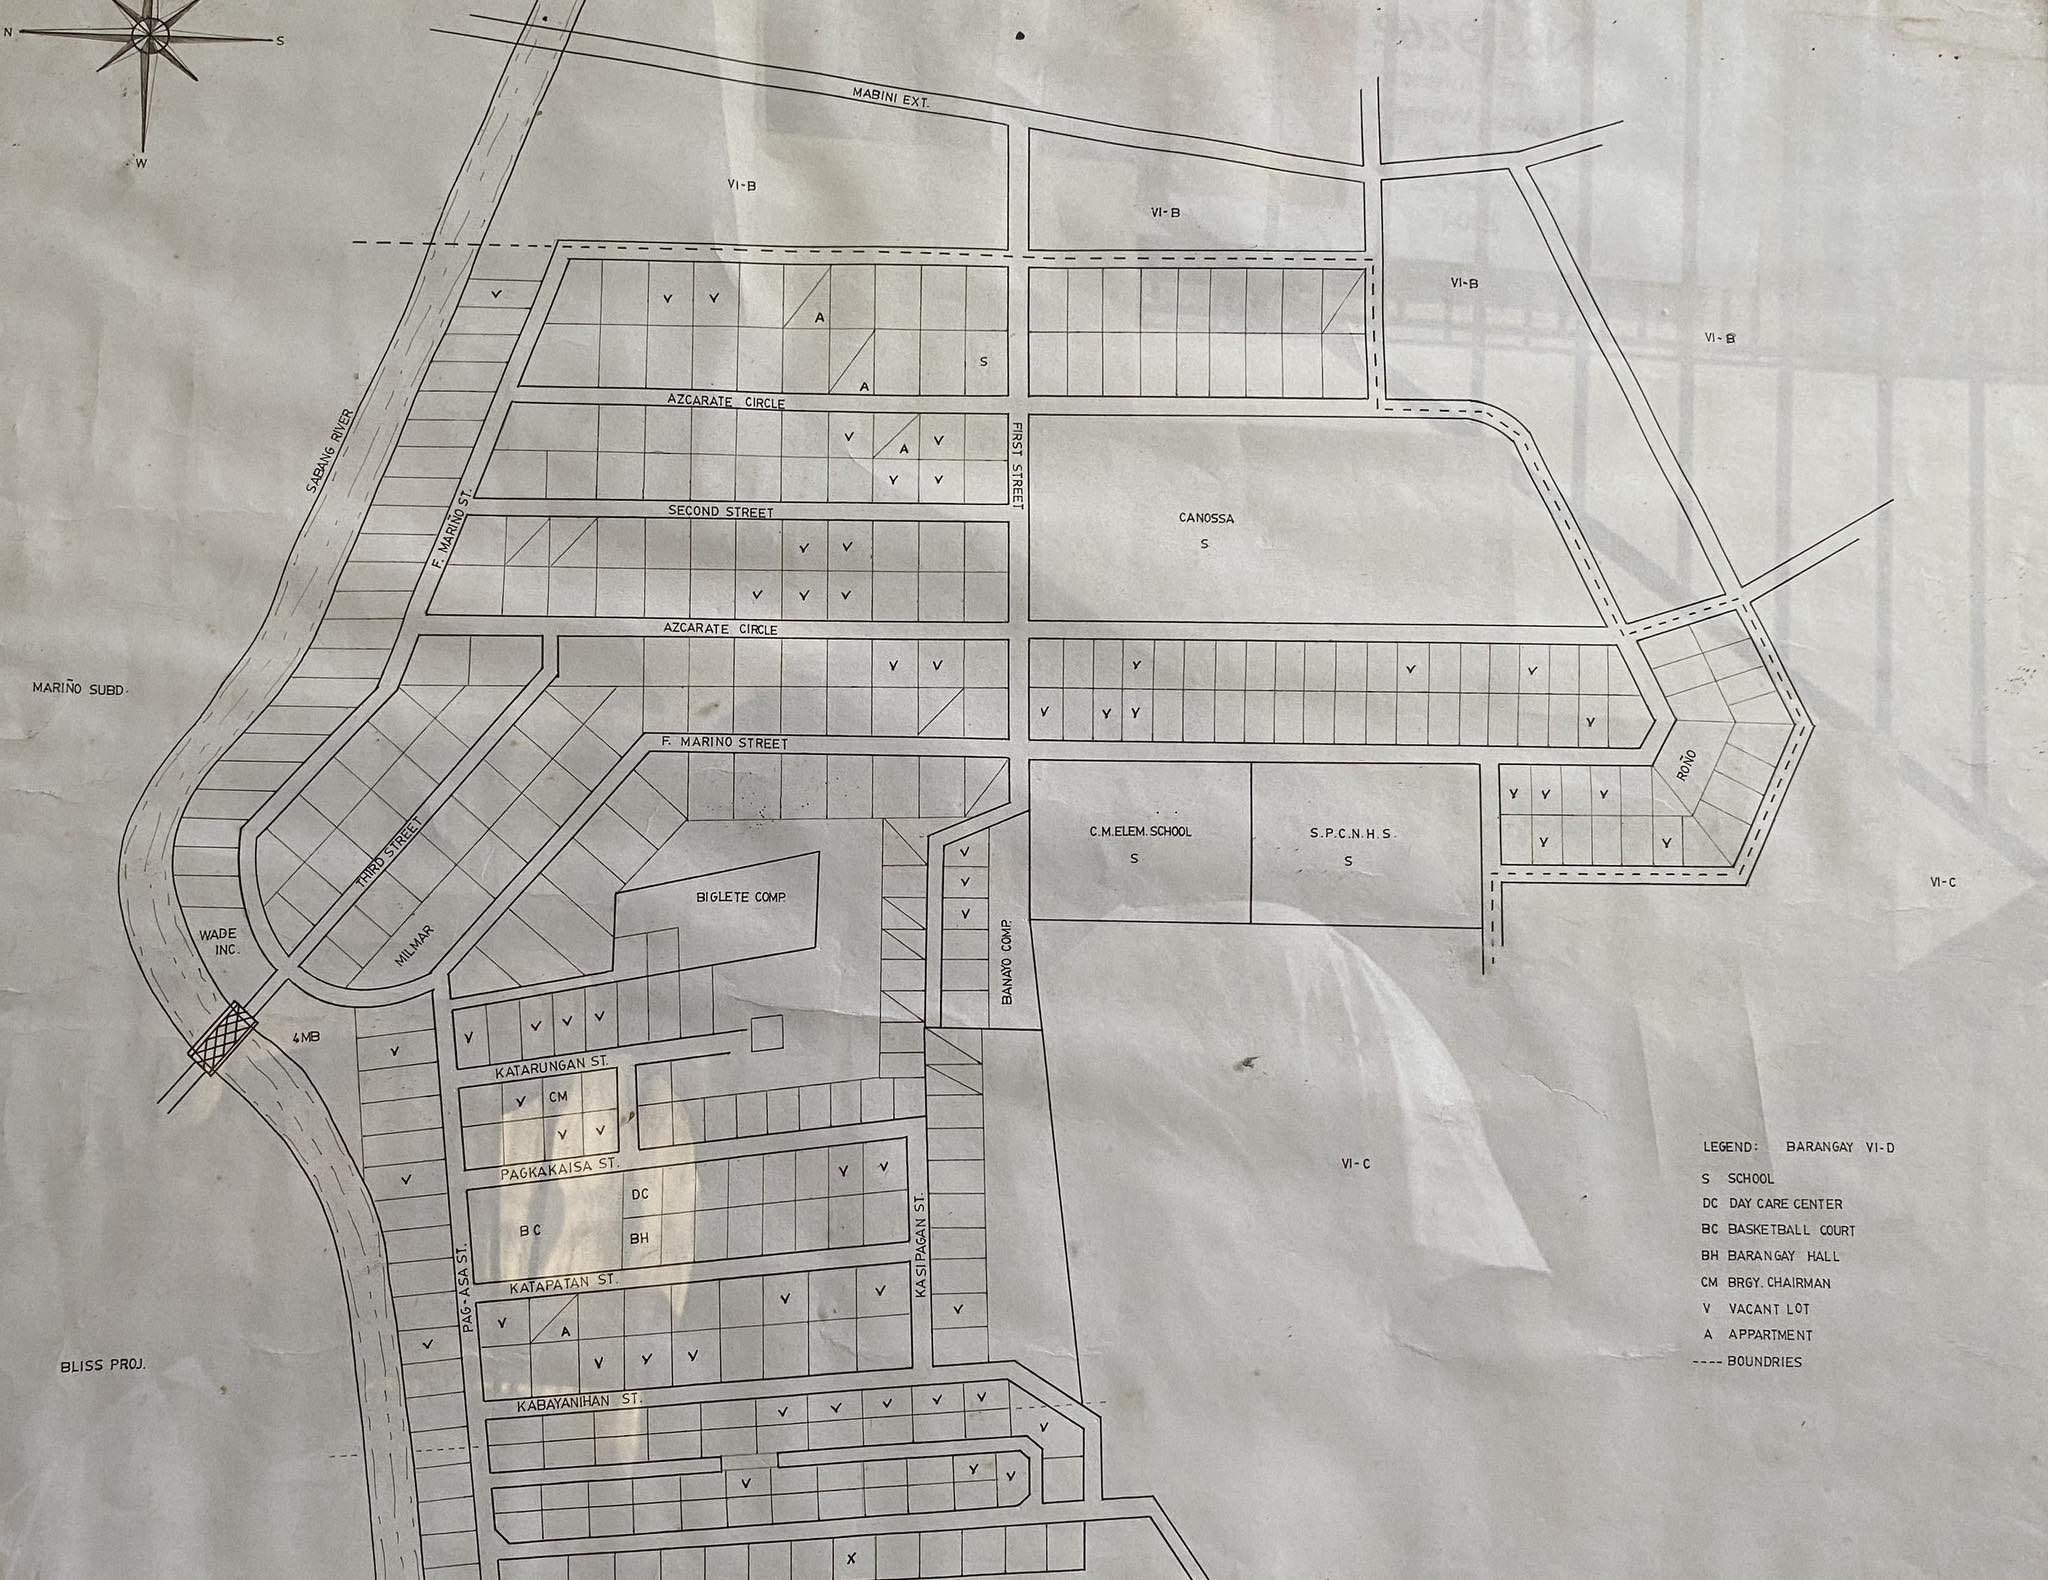 N
S
W
MABINI EXT.
VI-B
VI-B
VI-B
VI-B
V
V
V
A
A
S
AZCARATE CIRCLE
SABANG RIVER
F. MARIÑO ST.
FIRST STREET
V
A
V
V
V
SECOND STREET
CANOSSA
S
V
V
V
V
V
AZCARATE CIRCLE
MARIÑO SUBD.
V
V
V
V
V
V
V
V
V
F. MARINO STREET
ROÑO
V
V
V
V
V
C.M.ELEM.SCHOOL
S
S.P.C.N.H.S.
S
THIRD STREET
BIGLETE COMP.
V
V
V
VI-C
WADE
INC.
MILMAR
BANAYO COMP.
4MB
V
V
V
V
V
KATARUNGAN ST.
V
CM
V
V
PAGKAKAISA ST.
V
DC
V
V
BC
BH
KASIPAGAN ST.
VI-C
PAG-ASA ST.
KATAPATAN ST.
V
V
V
V
V
A
V
V
V
BLISS PROJ.
KABAYANIHAN ST.
V
V
V
V
V
V
V
V
V
X
LEGEND: BARANGAY VI-D
S SCHOOL
DC DAY CARE CENTER
BC BASKETBALL COURT
BH BARANGAY HALL
CM BRGY. CHAIRMAN
V VACANT LOT
A APPARTMENT
---- BOUNDRIES